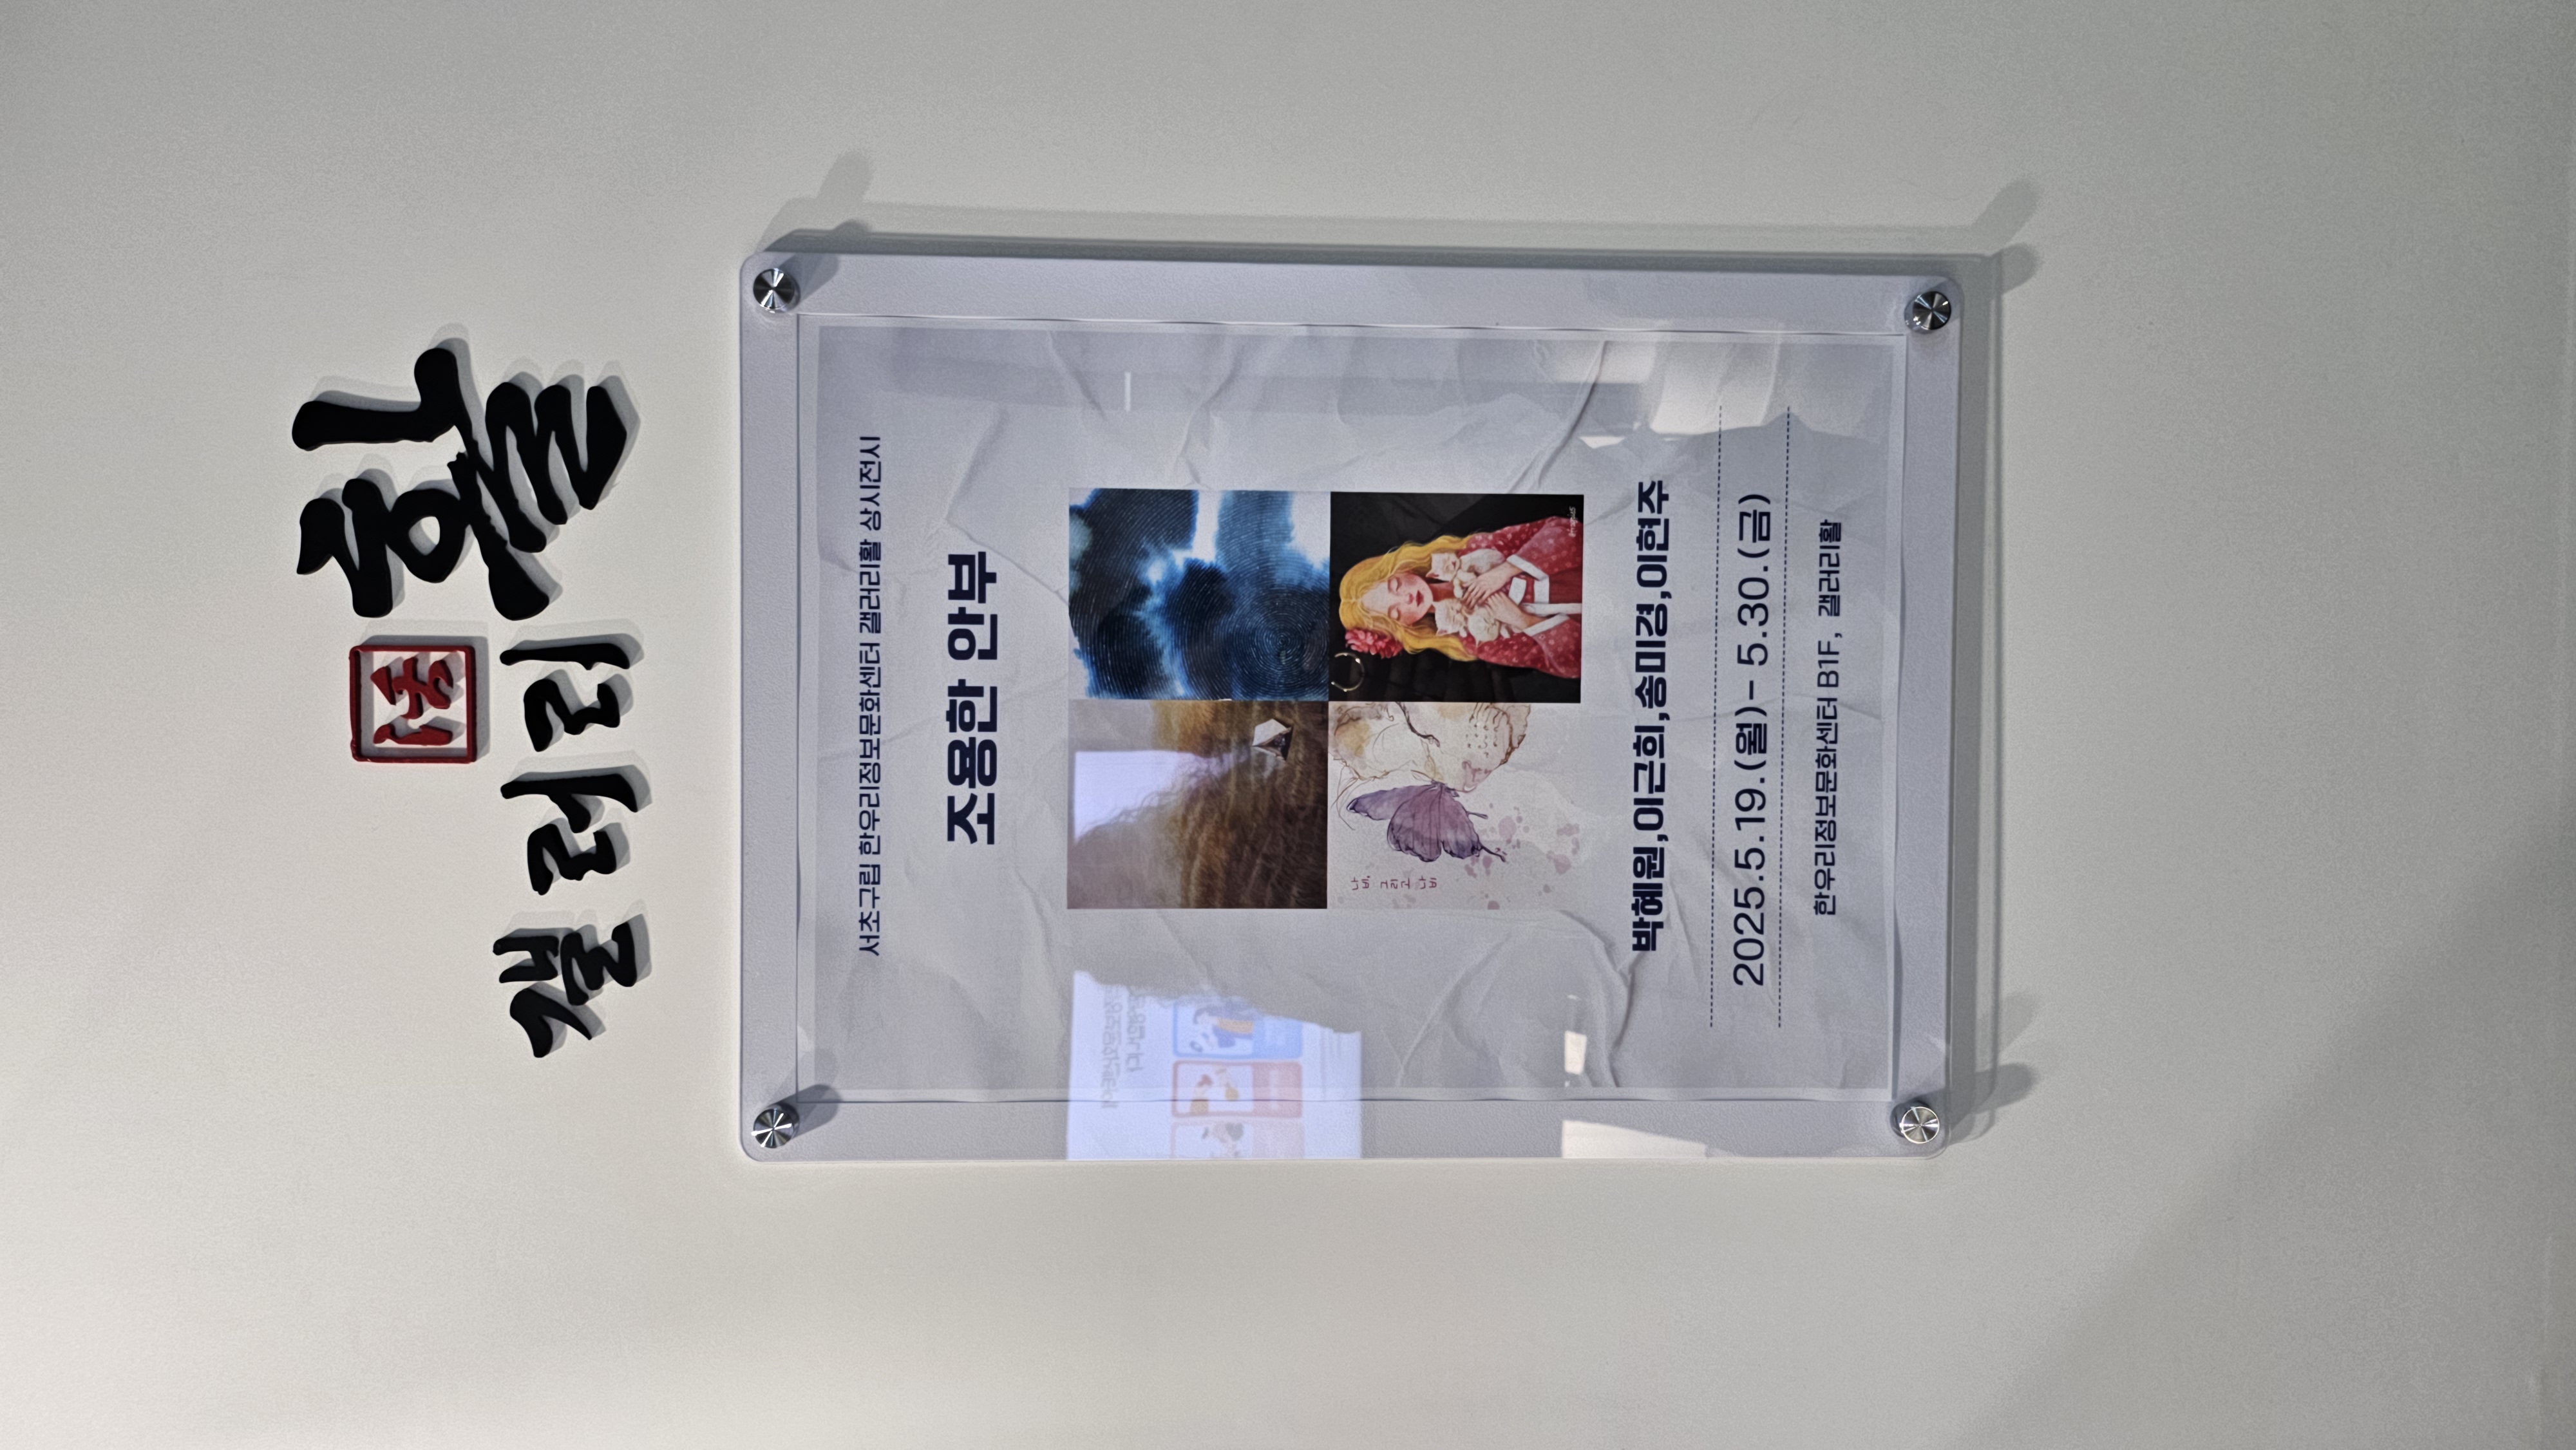 活
갤러리활
서초구립 한우리정보문화센터 갤러리활 상시전시
조용한 안부
나비, 그리고 나비
박혜원,이근희,송미경,이현주
2025.5.19.(월)- 5.30.(금)
한우리정보문화센터 B1F, 갤러리활